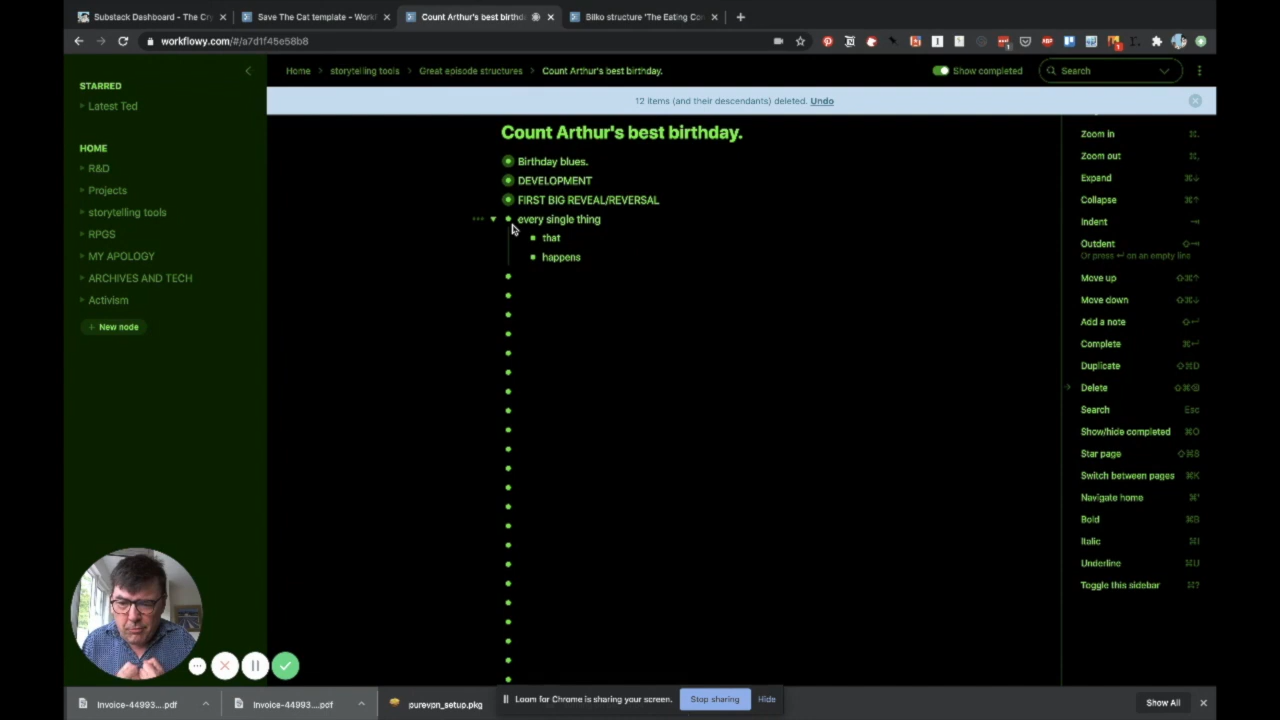 Substack Dashboard - The Cr
Save The Cat template - Workf
Count Arthur's best birthda
Bilko structure 'The Eating Con
workflowy.com/#/a7d1f45e58b8
STARRED
Latest Ted
HOME
R&D
Projects
storytelling tools
RPGS
MY APOLOGY
ARCHIVES AND TECH
Activism
+ New node
Home > storytelling tools > Great episode structures > Count Arthur's best birthday.
Show completed
Search
12 items (and their descendants) deleted. Undo
Count Arthur's best birthday.
Birthday blues.
DEVELOPMENT
FIRST BIG REVEAL/REVERSAL
every single thing
that
happens
Zoom in
Zoom out
Expand
Collapse
Indent
Outdent
Or press ↵ on an empty line
Move up
Move down
Add a note
Complete
Duplicate
Delete
Search Esc
Show/hide completed ⌘O
Star page
Switch between pages ⌘K
Navigate home
Bold ⌘B
Italic ⌘I
Underline ⌘U
Toggle this sidebar ⌘?
Invoice-44993....pdf
Invoice-44993....pdf
purevpn_setup.pkg
Loom for Chrome is sharing your screen.
Stop sharing
Hide
Show All